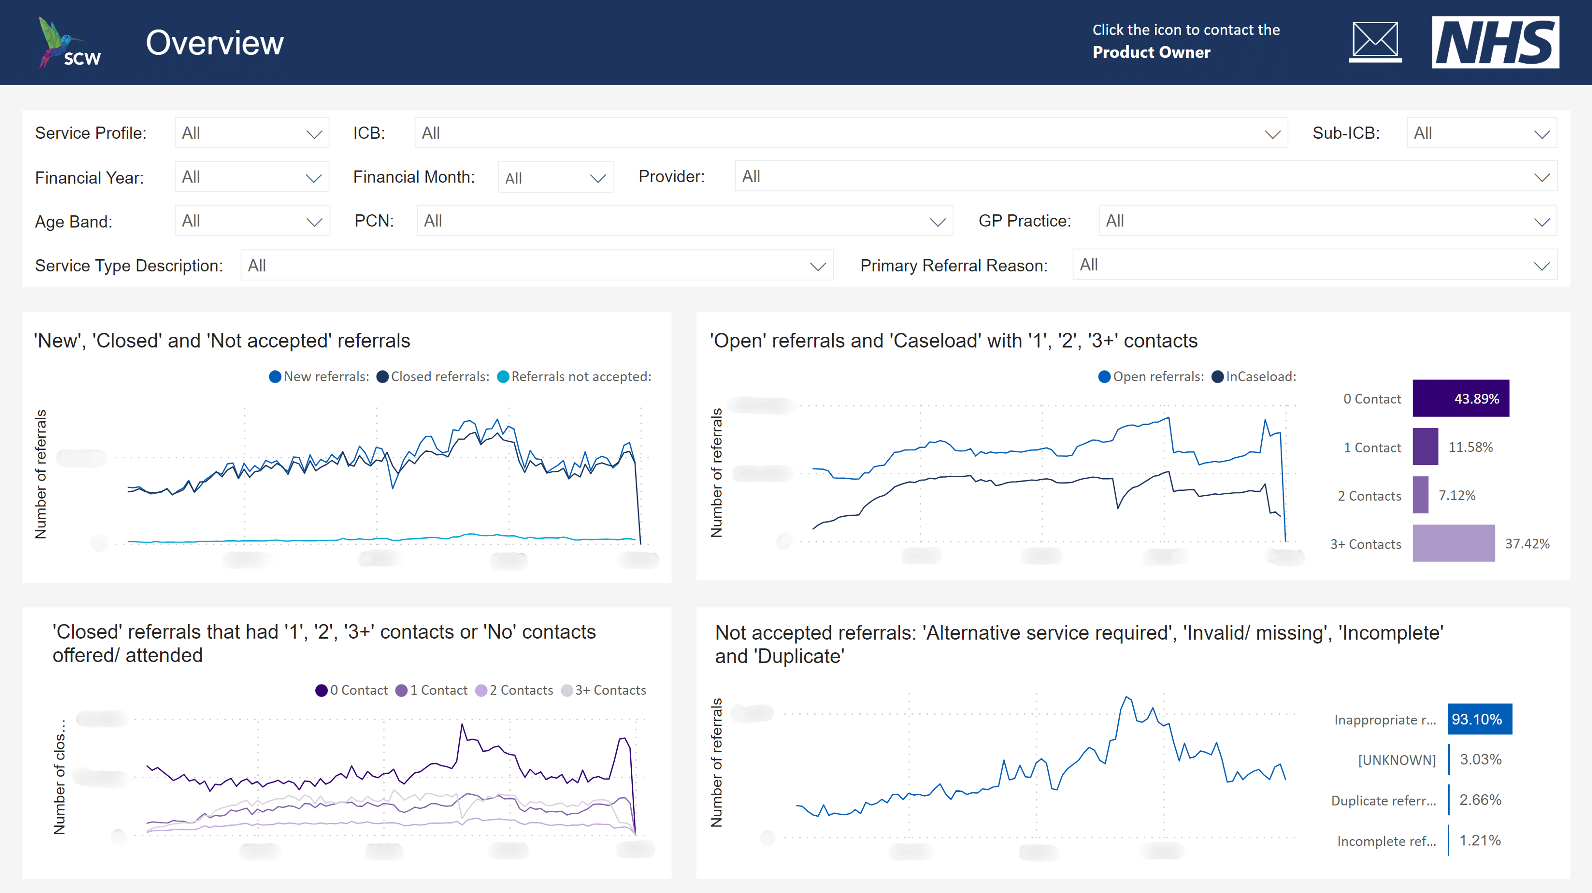 SCW
Overview
Click the icon to contact the
Product Owner
NHS
Service Profile: All ICB: All Sub-ICB: All
Financial Year: All Financial Month: All Provider: All
Age Band: All PCN: All GP Practice: All
Service Type Description: All Primary Referral Reason: All
'New', 'Closed' and 'Not accepted' referrals
New referrals: Closed referrals: Referrals not accepted:
Number of referrals
'Open' referrals and 'Caseload' with '1', '2', '3+' contacts
Open referrals: InCaseload:
Number of referrals
0 Contact 43.89%
1 Contact 11.58%
2 Contacts 7.12%
3+ Contacts 37.42%
'Closed' referrals that had '1', '2', '3+' contacts or 'No' contacts
offered/ attended
0 Contact 1 Contact 2 Contacts 3+ Contacts
Number of clos...
Not accepted referrals: 'Alternative service required', 'Invalid/ missing', 'Incomplete'
and 'Duplicate'
Number of referrals
Inappropriate r... 93.10%
[UNKNOWN] 3.03%
Duplicate referr... 2.66%
Incomplete ref... 1.21%